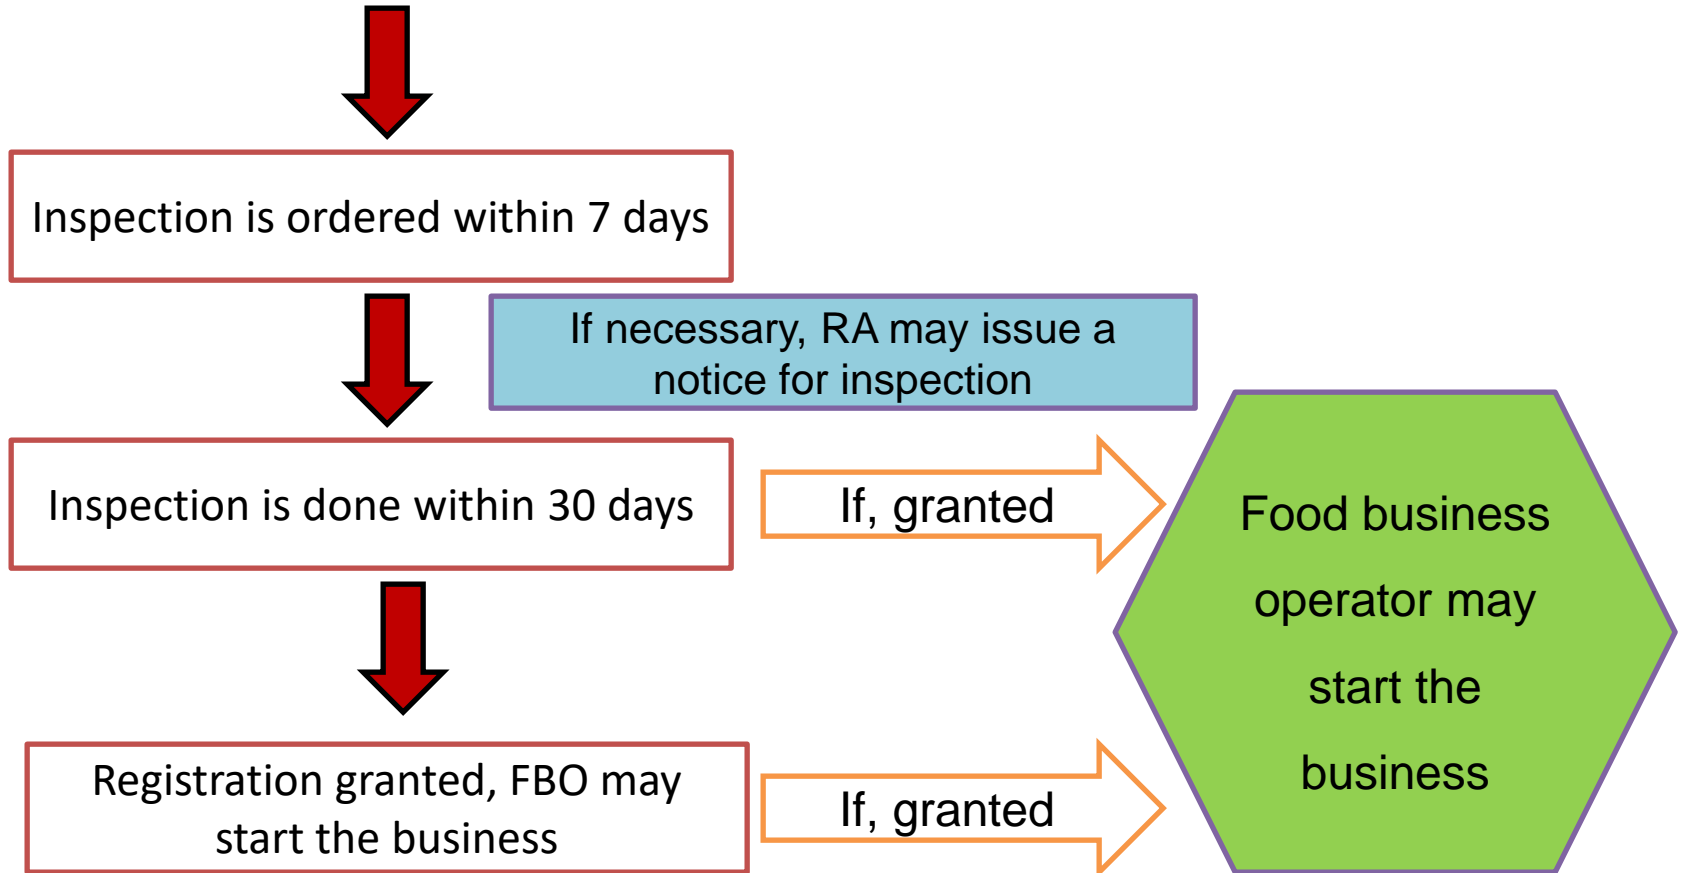 Inspection is ordered within 7 days
If necessary, RA may issue a
notice for inspection
Inspection is done within 30 days
If, granted
Food business
operator may
start the
business
Registration granted, FBO may
start the business
If, granted